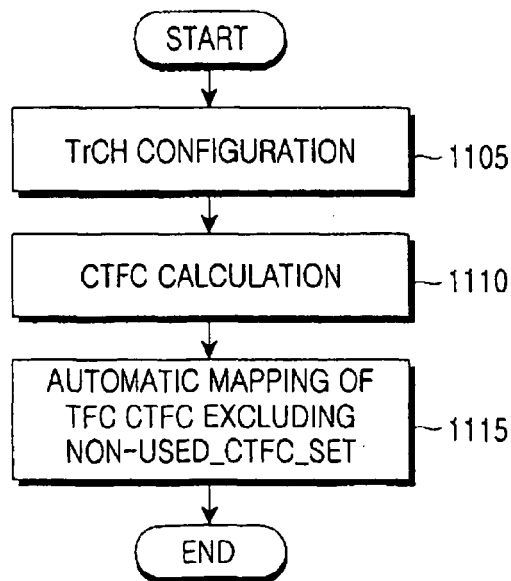 START
TrCH CONFIGURATION
1105
CTFC CALCULATION
1110
AUTOMATIC MAPPING OF
TFC CTFC EXCLUDING
NON-USED_CTFC_SET
1115
END